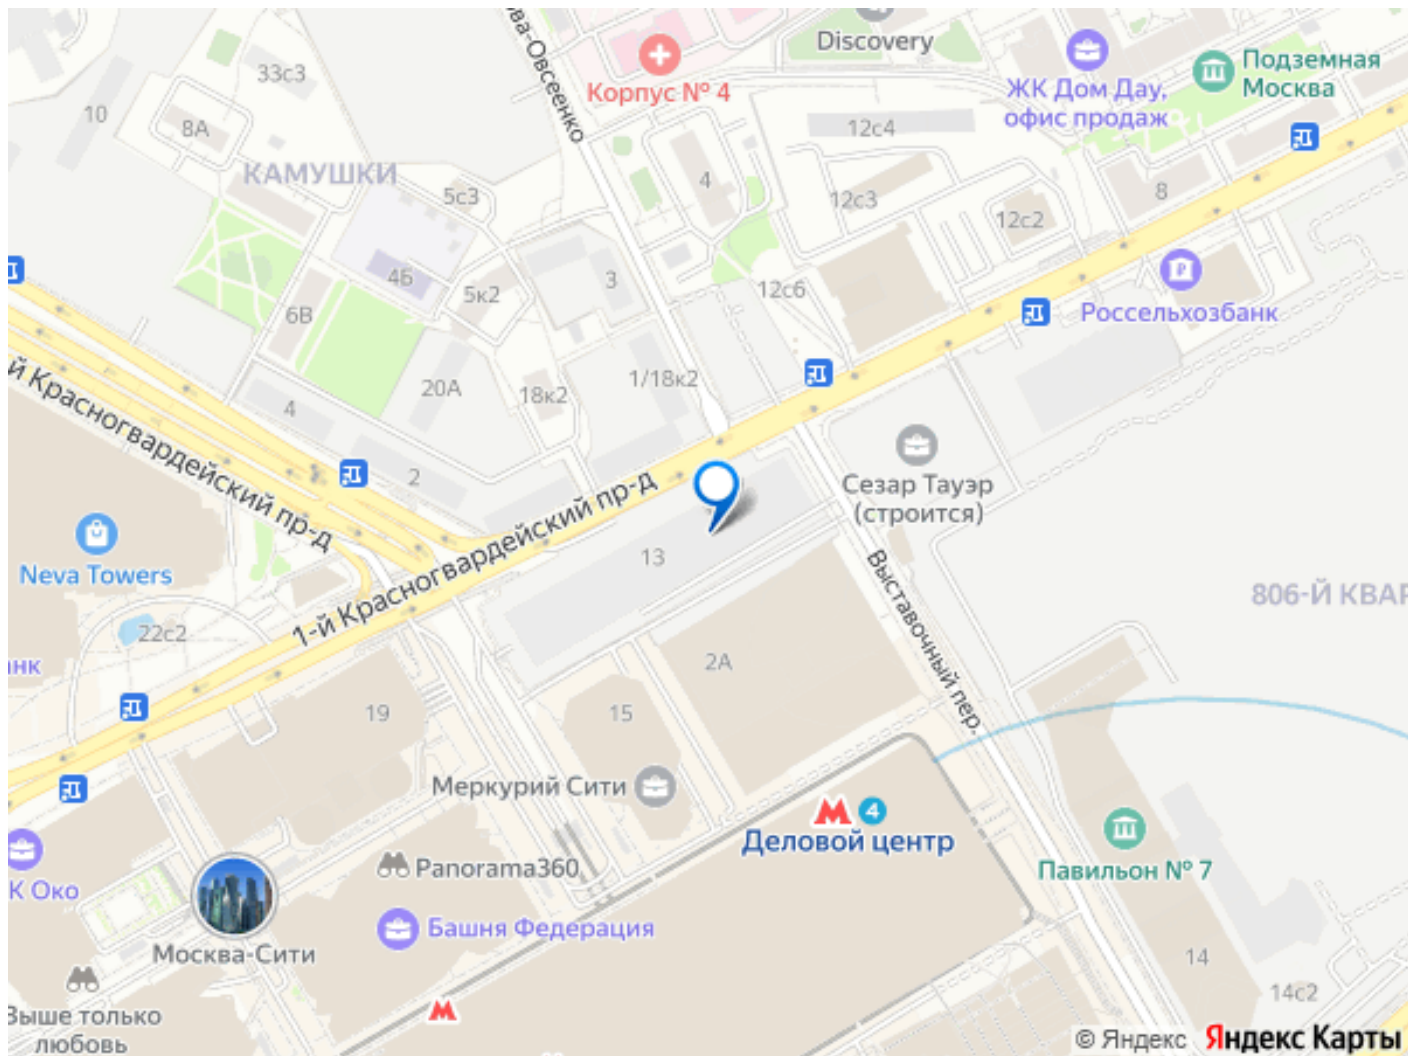 ва-Овсеенко
Discovery
33с3
Корпус № 4
ЖК Дом Дау,
офис продаж
Подземная
Москва
10
8А
12с4
КАМУШКИ
5с3
4
12с3
8
12с2
4Б
5к2
3
12с6
6В
Россельхозбанк
1/18к2
20А
18к2
4
й Красногвардейский пр-д
2
Сезар Тауэр
(строится)
1-й Красногвардейский пр-д
13
Neva Towers
Выставочный пер.
806-Й КВАР
22с2
2А
анк
19
15
Меркурий Сити
4
Деловой центр
К Око
Panorama360
Павильон № 7
Башня Федерация
Москва-Сити
14
14с2
Выше только
любовь
© Яндекс Яндекс Карты